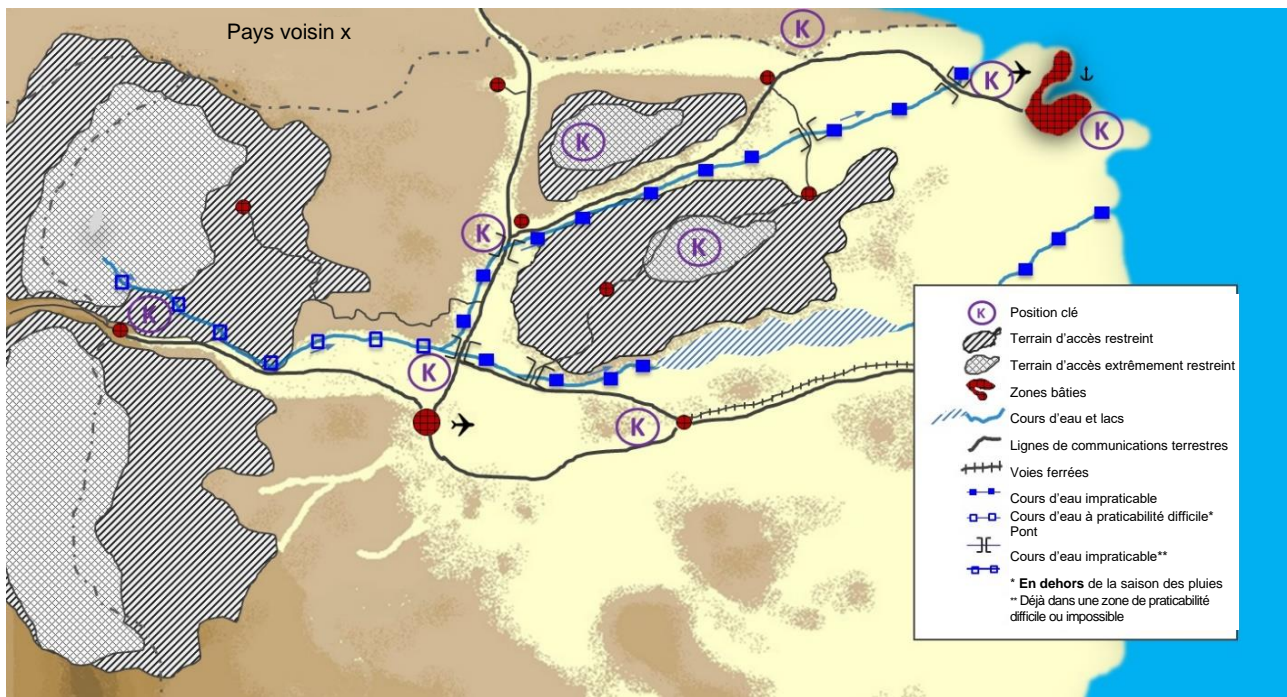 Pays voisin x
K
K
K
K
K
K
K
K
K
K Position clé
Terrain d'accès restreint
Terrain d'accès extrêmement restreint
Zones bâties
Cours d'eau et lacs
Lignes de communications terrestres
Voies ferrées
Cours d'eau impraticable
Cours d'eau à praticabilité difficile*
Pont
Cours d'eau impraticable**
* En dehors de la saison des pluies
** Déjà dans une zone de praticabilité
difficile ou impossible